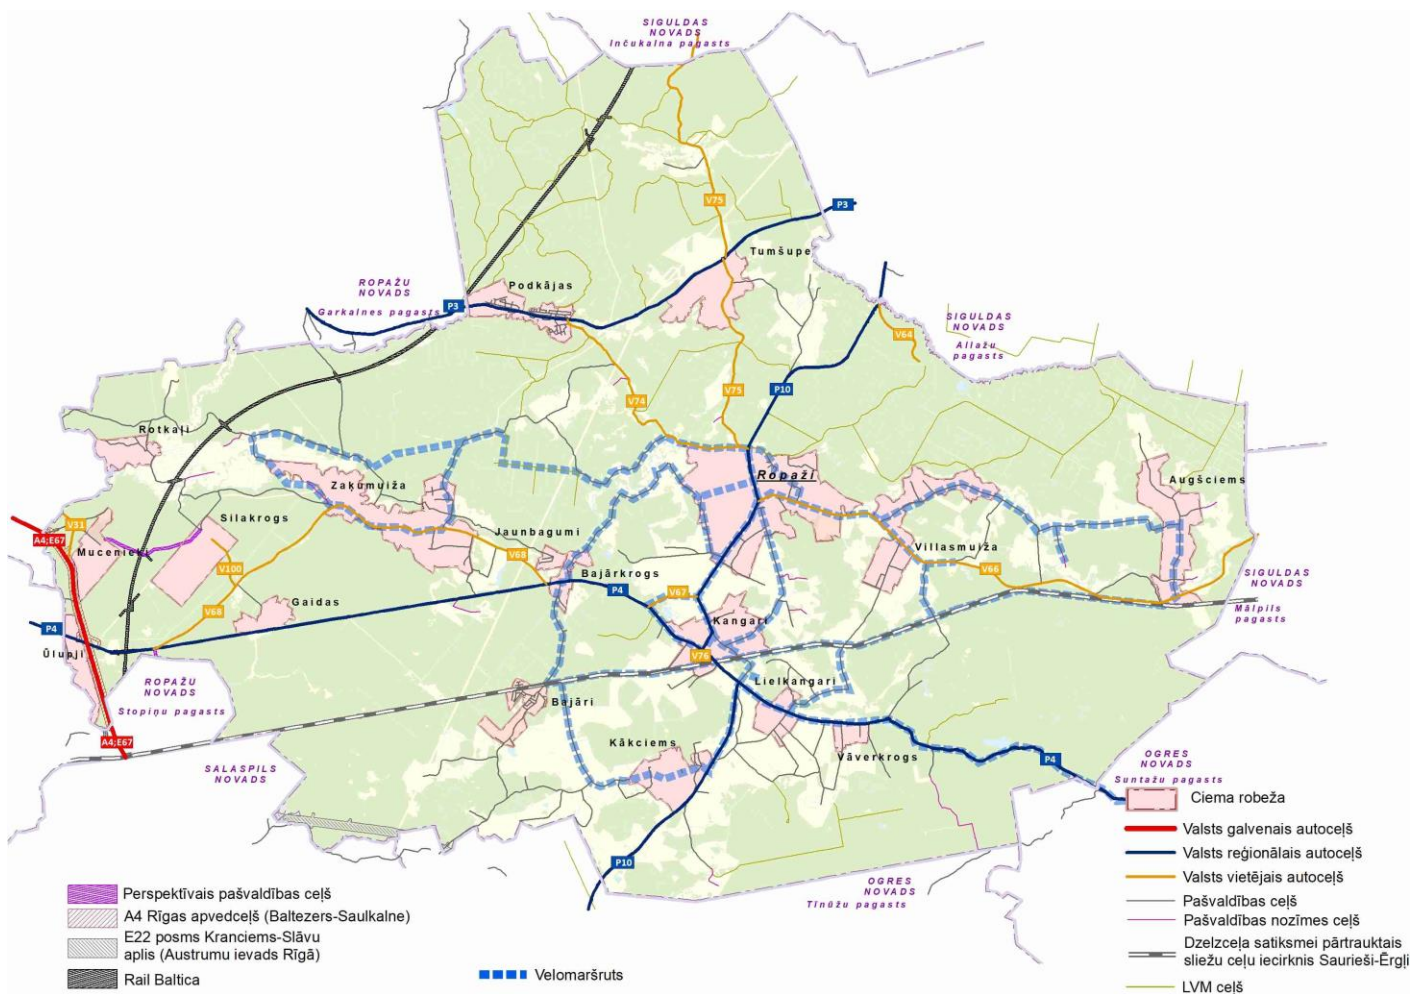 SIGULDAS
NOVADS
Inčukalna pagasts
V75
P3
Tumšupe
ROPAŽU
NOVADS
Garkalnes pagasts
P3
Podkājas
SIGULDAS
NOVADS
Allažu
pagasts
V64
V74
V75
P10
Rotkaļi
Zaķumuiža
Ropaži
Augšciems
V31
A4;E67
Mucenieki
Silakrogs
V100
Jaunbagumi
V68
Villasmuiža
V66
Bajārkrogs
P4
V67
SIGULDAS
NOVADS
Mālpils
pagasts
Gaidas
V68
Kangari
P4
Ūlupji
V76
ROPAŽU
NOVADS
Stopiņu pagasts
Lielkangari
Bajāri
A4;E67
Kākciems
Vāverkrogs
P4
SALASPILS
NOVADS
OGRES
NOVADS
Suntažu pagasts
P10
OGRES
NOVADS
Tīnūžu pagasts
Ciema robeža
Valsts galvenais autoceļš
Valsts reģionālais autoceļš
Valsts vietējais autoceļš
Pašvaldības ceļš
Pašvaldības nozīmes ceļš
Dzelzceļa satiksmei pārtrauktais
sliežu ceļu iecirknis Saurieši-Ērgļi
LVM ceļš
Perspektīvais pašvaldības ceļš
A4 Rīgas apvedceļš (Baltezers-Saulkalne)
E22 posms Kranciems-Slāvu
aplis (Austrumu ievads Rīgā)
Rail Baltica
Velomaršruts